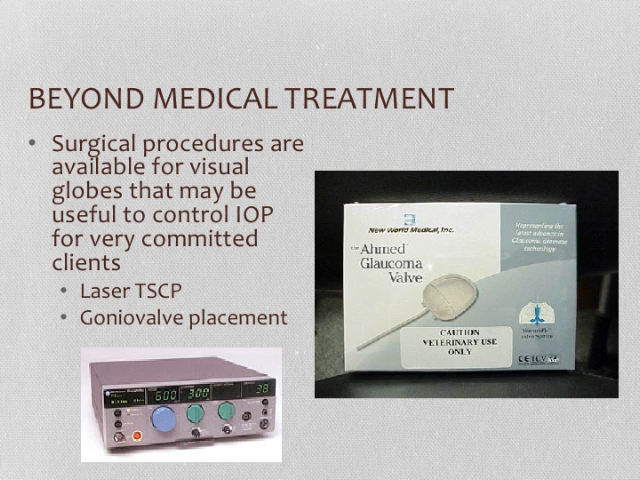 BEYOND MEDICAL TREATMENT
• Surgical procedures are
available for visual
globes that may be
useful to control IOP
for very committed
clients
• Laser TSCP
• Goniovalve placement
New World Medical, Inc.
Representing the
latest advance in
Glaucoma drainage
technology
The Ahmed
Glaucoma
Valve
CAUTION
VETERINARY USE
ONLY
600 300 38